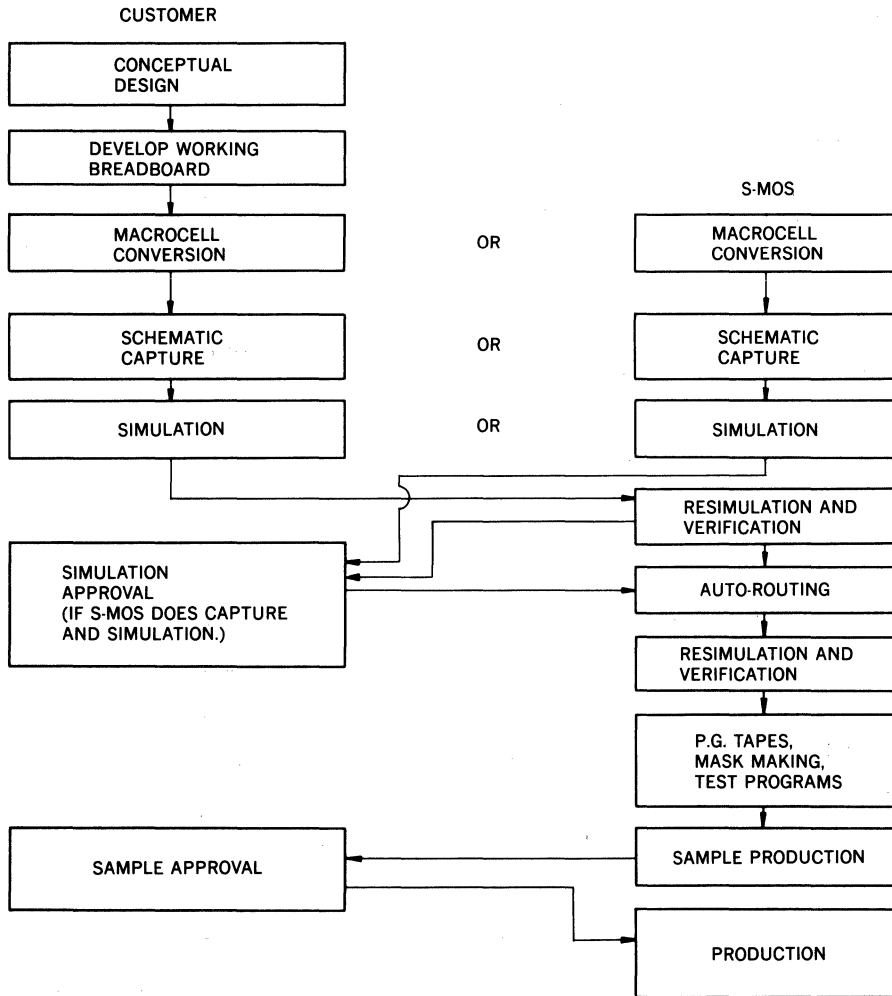 CUSTOMER
CONCEPTUAL
DESIGN
DEVELOP WORKING
BREADBOARD
S-MOS
MACROCELL
CONVERSION
OR
MACROCELL
CONVERSION
SCHEMATIC
CAPTURE
OR
SCHEMATIC
CAPTURE
SIMULATION
OR
SIMULATION
RESIMULATION AND
VERIFICATION
SIMULATION
APPROVAL
(IF S-MOS DOES CAPTURE
AND SIMULATION.)
AUTO-ROUTING
RESIMULATION AND
VERIFICATION
P.G. TAPES,
MASK MAKING,
TEST PROGRAMS
SAMPLE APPROVAL
SAMPLE PRODUCTION
PRODUCTION